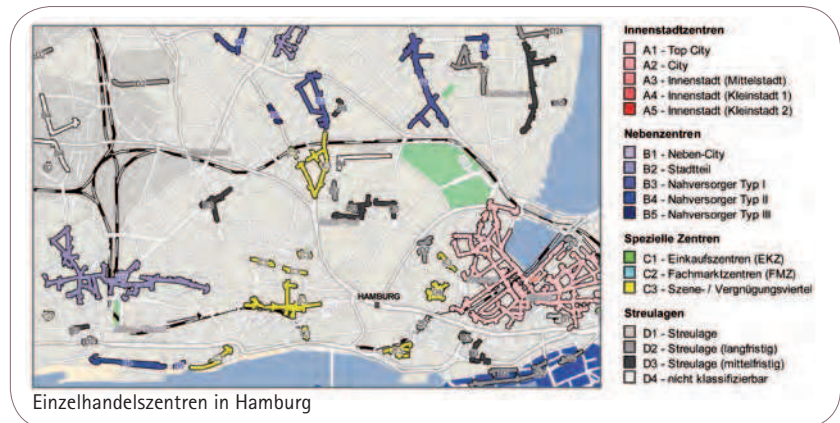 HAMBURG
Einzelhandelszentren in Hamburg
Innenstadtzentren
A1 - Top City
A2 - City
A3 - Innenstadt (Mittelstadt)
A4 - Innenstadt (Kleinstadt 1)
A5 - Innenstadt (Kleinstadt 2)
Nebenzentren
B1 - Neben-City
B2 - Stadtteil
B3 - Nahversorger Typ I
B4 - Nahversorger Typ II
B5 - Nahversorger Typ III
Spezielle Zentren
C1 - Einkaufszentren (EKZ)
C2 - Fachmarktzentren (FMZ)
C3 - Szene- / Vergnügungsviertel
Streulagen
D1 - Streulage
D2 - Streulage (langfristig)
D3 - Streulage (mittelfristig)
D4 - nicht klassifizierbar